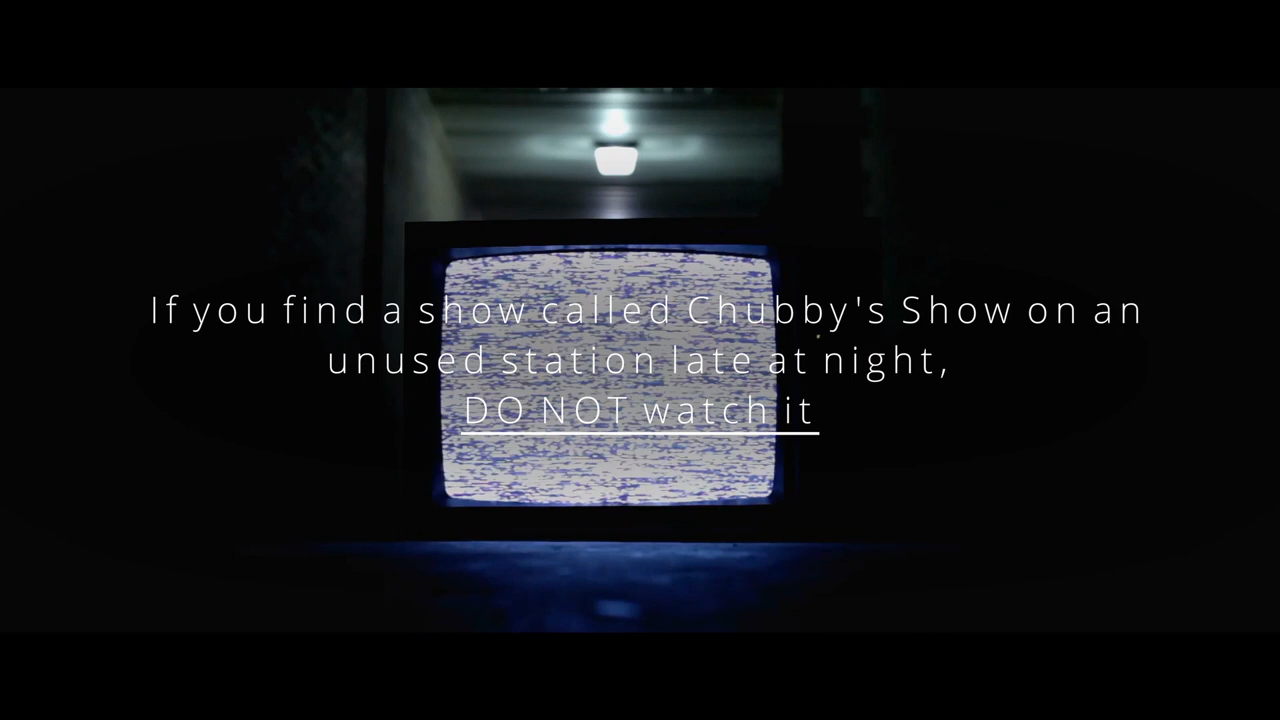 If you find a show called Chubby's Show on an
unused station late at night,
DO NOT watch it